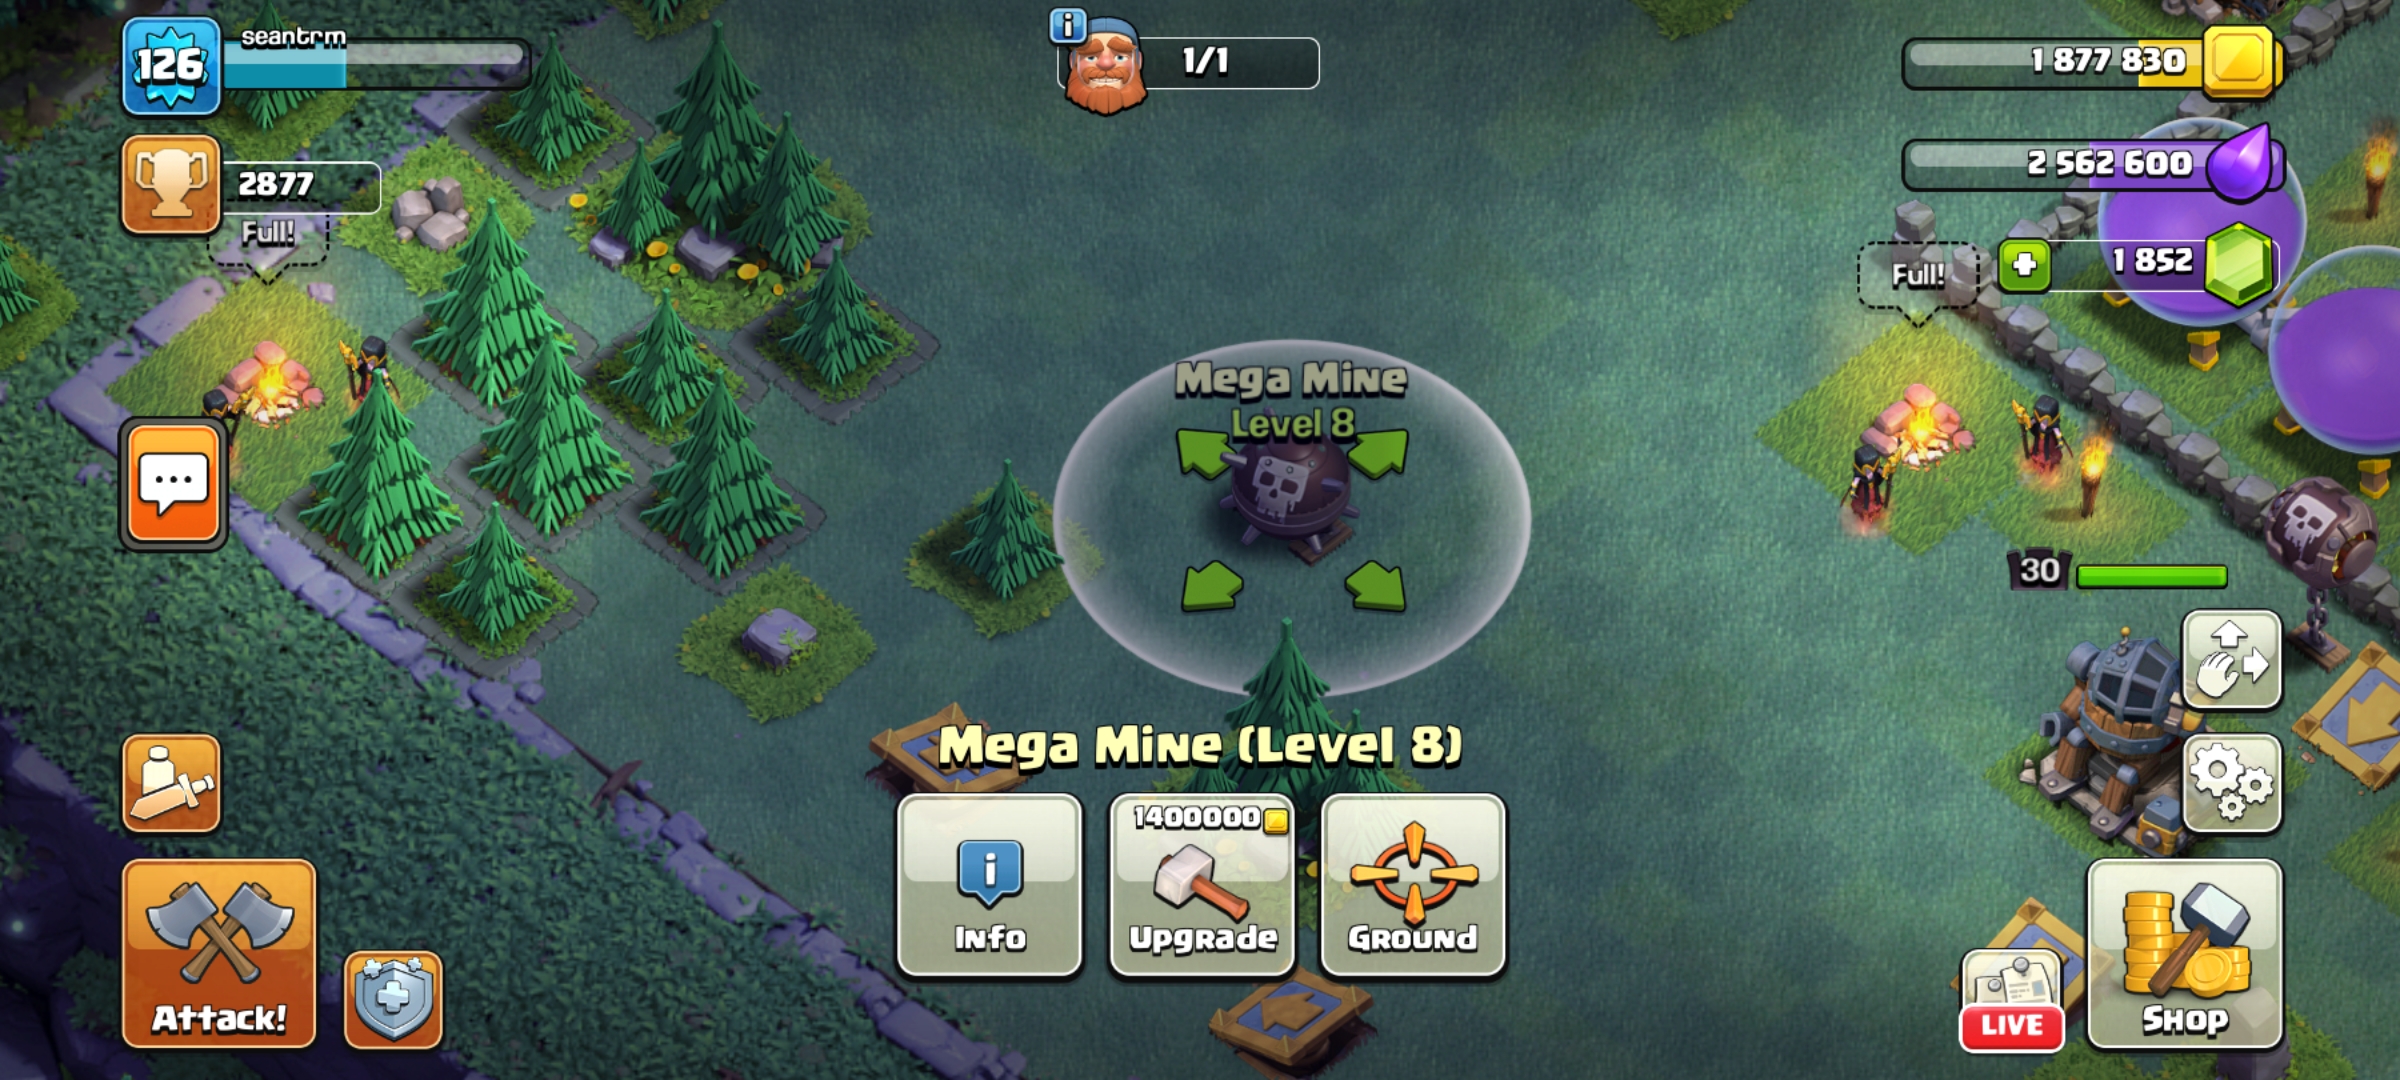 126
seantrm
1/1
1 877 830
2877
2 562 600
Full!
1 852
Full!
Mega Mine
Level 8
30
Mega Mine (Level 8)
1400000
Info
Upgrade
Ground
Attack!
LIVE
Shop